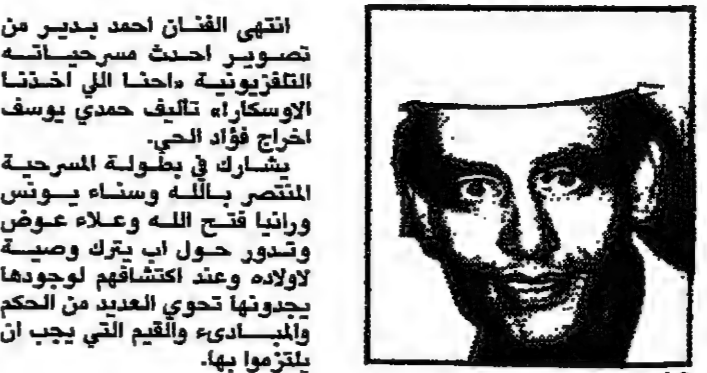 انتهى الفنان احمد بدير من
تصوير احدث مسرحياته
التلفزيونية «احنا اللي اخذنا
الاوسكار!» تأليف حمدي يوسف
اخراج فؤاد الحي.
يشارك في بطولة المسرحية
المنتصر بالله وسناء يونس
ورانيا فتح الله وعلاء عوض
وتدور حول اب يترك وصية
لاولاده وعند اكتشافهم لوجودها
يجدونها تحوي العديد من الحكم
والمبادىء والقيم التي يجب ان
يلتزموا بها.